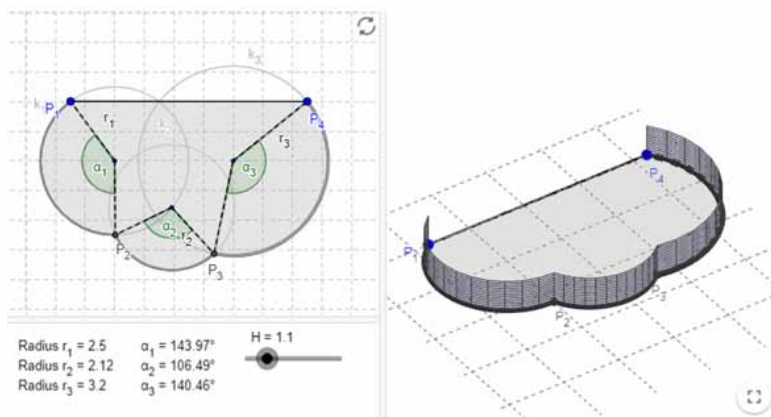 k₃
k₁
P₁
r₁
P₄
r₃
α₁
α₃
α₂
r₂
P₂
P₃
Radius r₁ = 2.5 α₁ = 143.97°
Radius r₂ = 2.12 α₂ = 106.49°
Radius r₃ = 3.2 α₃ = 140.46°
H = 1.1
P₄
P₃
P₂